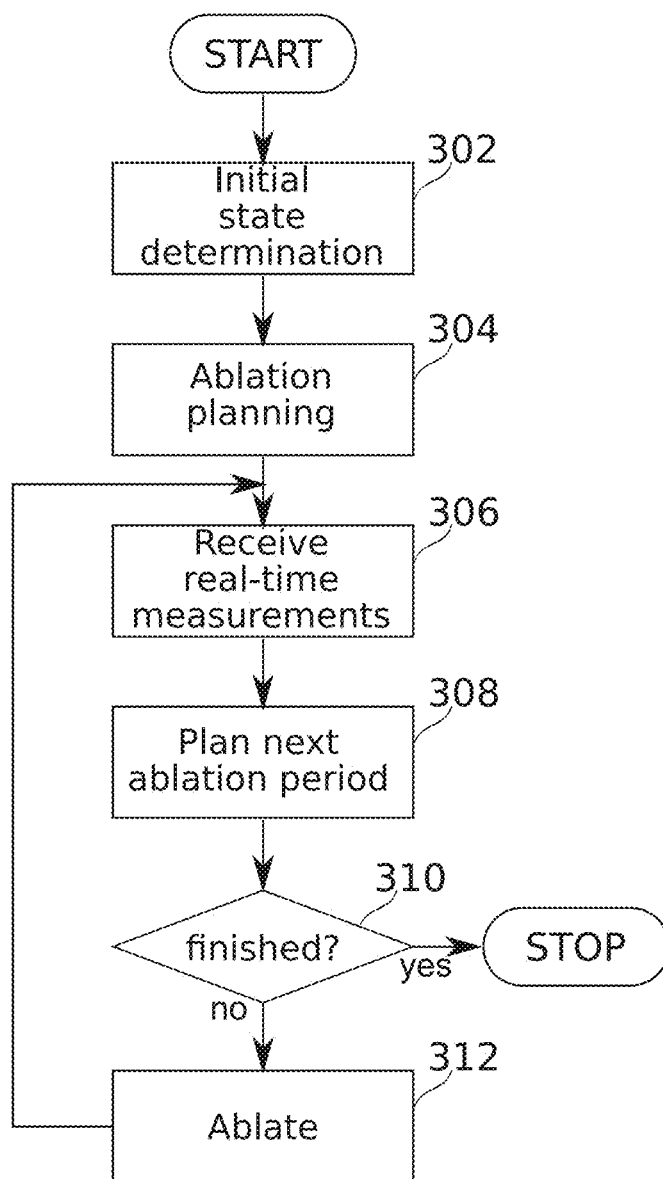 START
302
Initial
state
determination
304
Ablation
planning
306
Receive
real-time
measurements
308
Plan next
ablation period
310
finished?
yes
STOP
no
312
Ablate